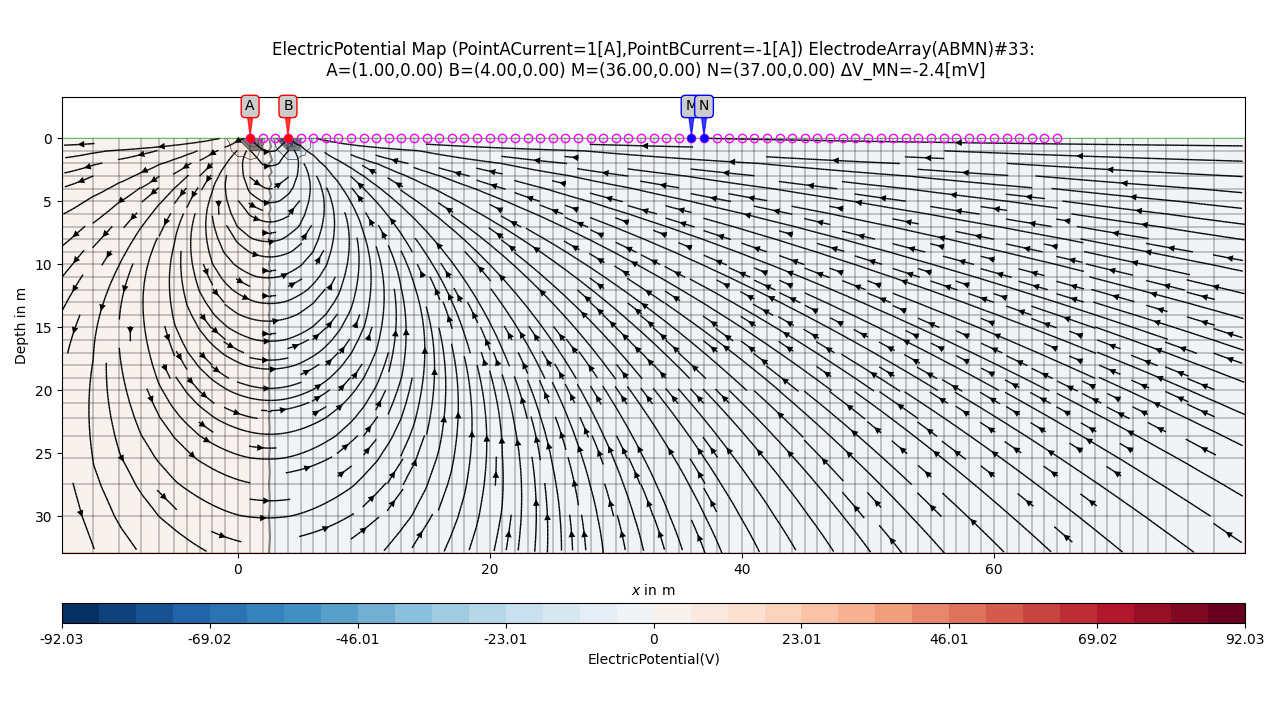 ElectricPotential Map (PointACurrent=1[A],PointBCurrent=-1[A]) ElectrodeArray(ABMN)#33:
A=(1.00,0.00) B=(4.00,0.00) M=(36.00,0.00) N=(37.00,0.00) ΔV_MN=-2.4[mV]
A B M N
0
5
10
15
20
25
30
Depth in m
0 20 40 60
x in m
-92.03 -69.02 -46.01 -23.01 0 23.01 46.01 69.02 92.03
ElectricPotential(V)